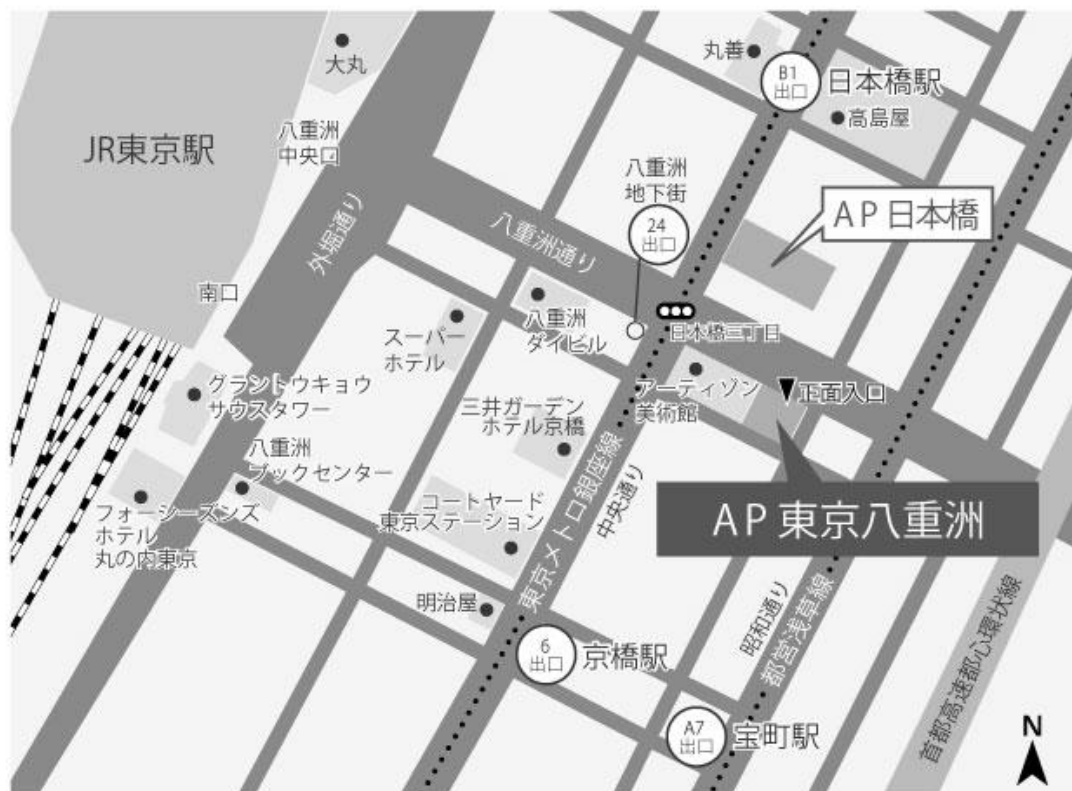 大丸
丸善
B1
出口
日本橋駅
高島屋
JR東京駅
八重洲
中央口
八重洲
地下街
24
出口
AP日本橋
外堀通り
八重洲通り
南口
スーパー
ホテル
八重洲
ダイビル
日本橋三丁目
アーティゾン
美術館
正面入口
グラントウキョウ
サウスタワー
三井ガーデン
ホテル京橋
八重洲
ブックセンター
コートヤード
東京ステーション
東京メトロ銀座線
中央通り
AP東京八重洲
フォーシーズンズ
ホテル
丸の内東京
明治屋
6
出口
京橋駅
昭和通り
都営浅草線
首都高速都心環状線
A7
出口
宝町駅
N